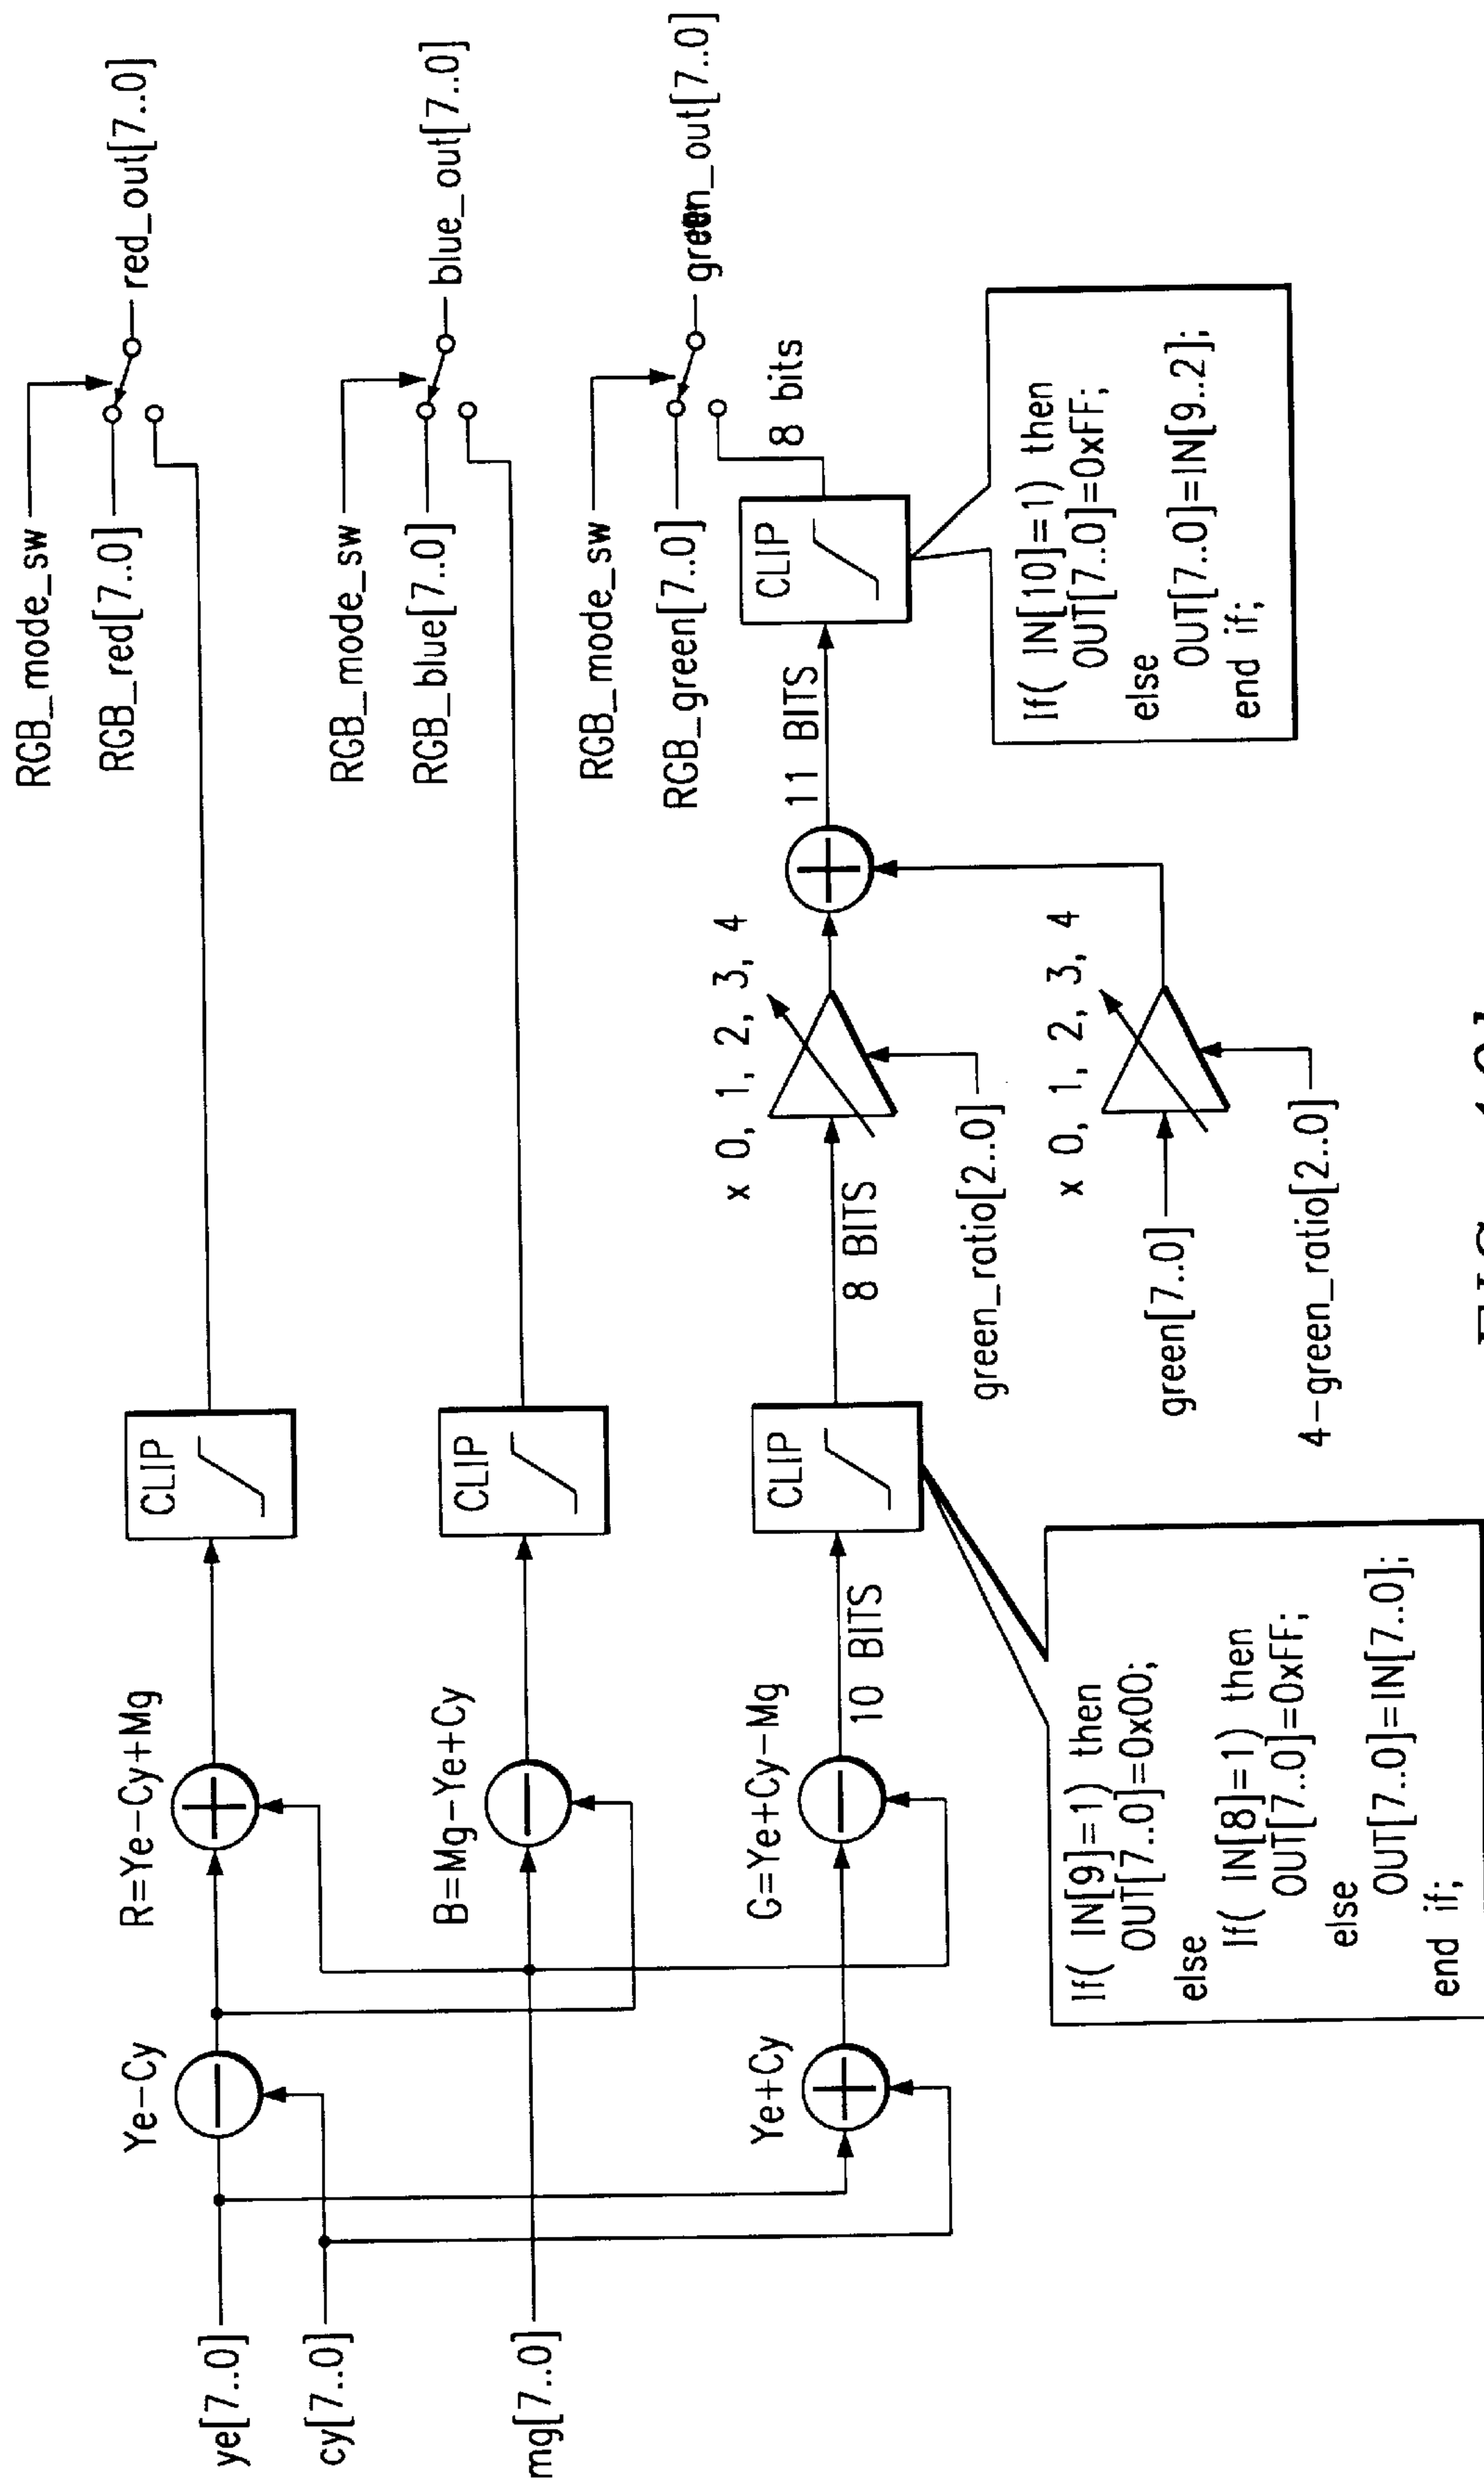 RGB_mode_sw
RGB_red[7..0]
red_out[7..0]
RGB_mode_sw
RGB_blue[7..0]
blue_out[7..0]
RGB_mode_sw
RGB_green[7..0]
green_out[7..0]
ye[7..0]
cy[7..0]
mg[7..0]
Ye−Cy
R=Ye−Cy+Mg
CLIP
B=Mg−Ye+Cy
CLIP
Ye+Cy
G=Ye+Cy−Mg
10 BITS
CLIP
8 BITS
x 0, 1, 2, 3, 4
green_ratio[2..0]
11 BITS
CLIP
8 bits
green[7..0]
x 0, 1, 2, 3, 4
4−green_ratio[2..0]
If( IN[9]=1) then
OUT[7..0]=0x00;
else
If( IN[8]=1) then
OUT[7..0]=0xFF;
else
OUT[7..0]=IN[7..0];
end if;
If( IN[10]=1) then
OUT[7..0]=0xFF;
else
OUT[7..0]=IN[9..2];
end if;